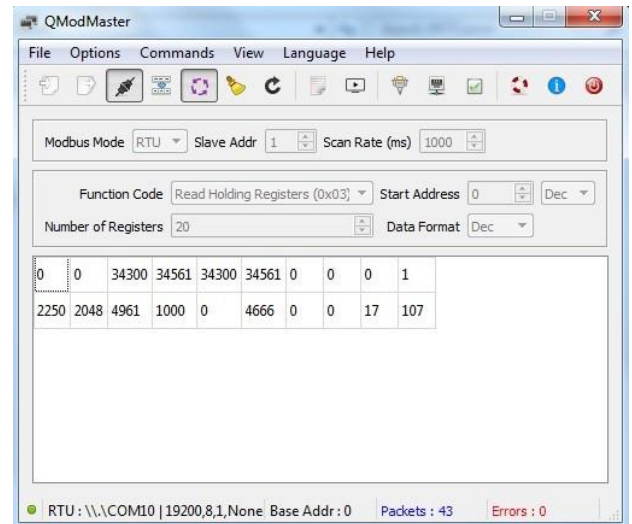 QModMaster
File Options Commands View Language Help
Modbus Mode RTU Slave Addr 1 Scan Rate (ms) 1000
Function Code Read Holding Registers (0x03) Start Address 0 Dec
Number of Registers 20 Data Format Dec
0 0 34300 34561 34300 34561 0 0 0 1
2250 2048 4961 1000 0 4666 0 0 17 107
RTU : \\.\COM10 | 19200,8,1,None Base Addr : 0 Packets : 43 Errors : 0